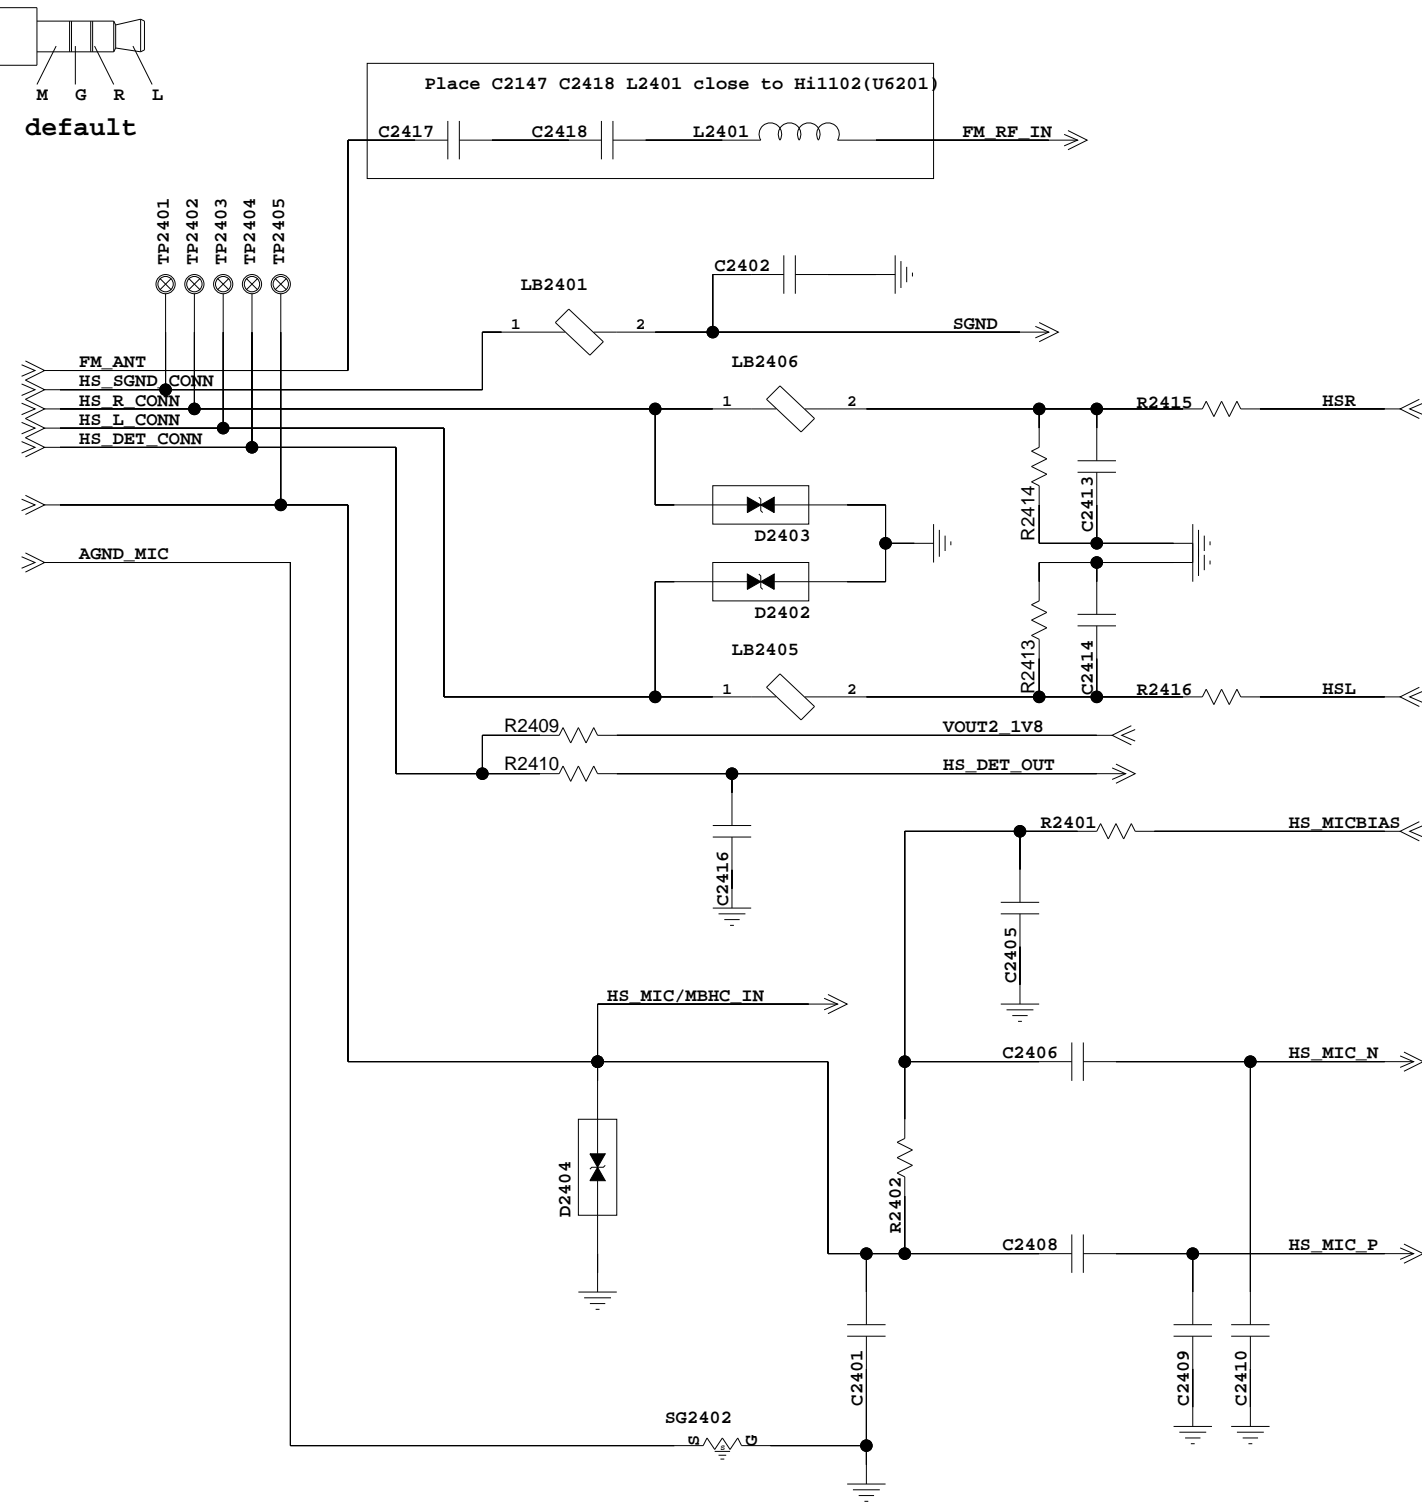 M G R L
default
Place C2147 C2418 L2401 close to Hi1102(U6201)
C2417 C2418 L2401 FM_RF_IN
TP2401
TP2402
TP2403
TP2404
TP2405
C2402
LB2401
1 2 SGND
FM_ANT
HS_SGND_CONN
HS_R_CONN
HS_L_CONN
HS_DET_CONN
LB2406
1 2 R2415 HSR
R2414
C2413
D2403
AGND_MIC
D2402
R2413
C2414
LB2405
1 2 R2416 HSL
R2409 VOUT2_1V8
R2410 HS_DET_OUT
C2416
R2401 HS_MICBIAS
C2405
HS_MIC/MBHC_IN
C2406 HS_MIC_N
D2404
R2402
C2408 HS_MIC_P
C2401
C2409
C2410
SG2402
S S G